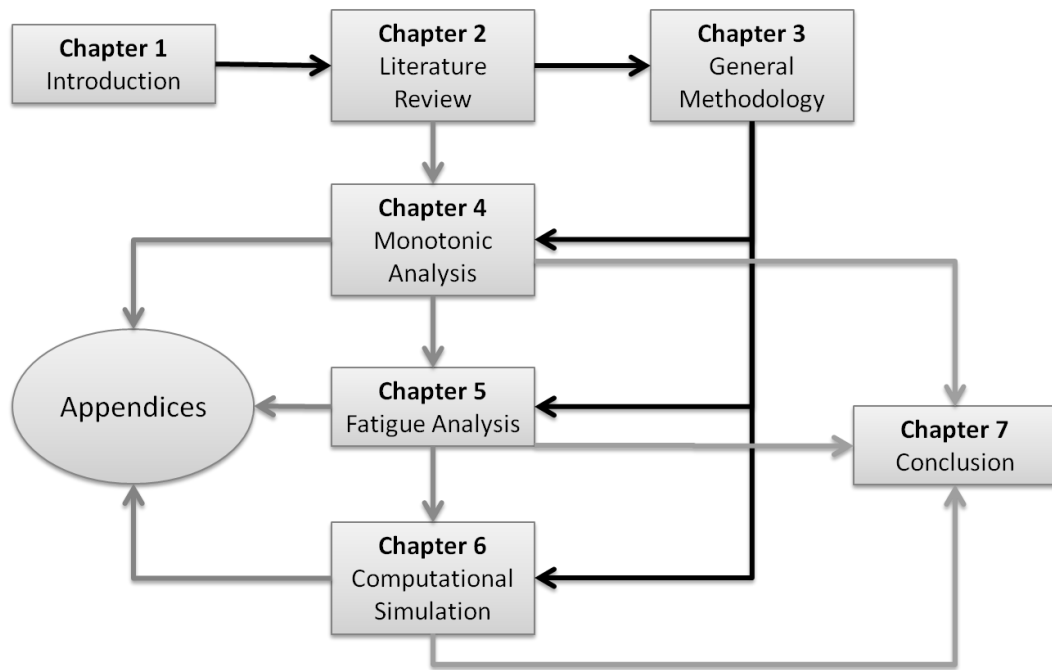 Chapter 1
Introduction
Chapter 2
Literature
Review
Chapter 3
General
Methodology
Chapter 4
Monotonic
Analysis
Appendices
Chapter 5
Fatigue Analysis
Chapter 7
Conclusion
Chapter 6
Computational
Simulation